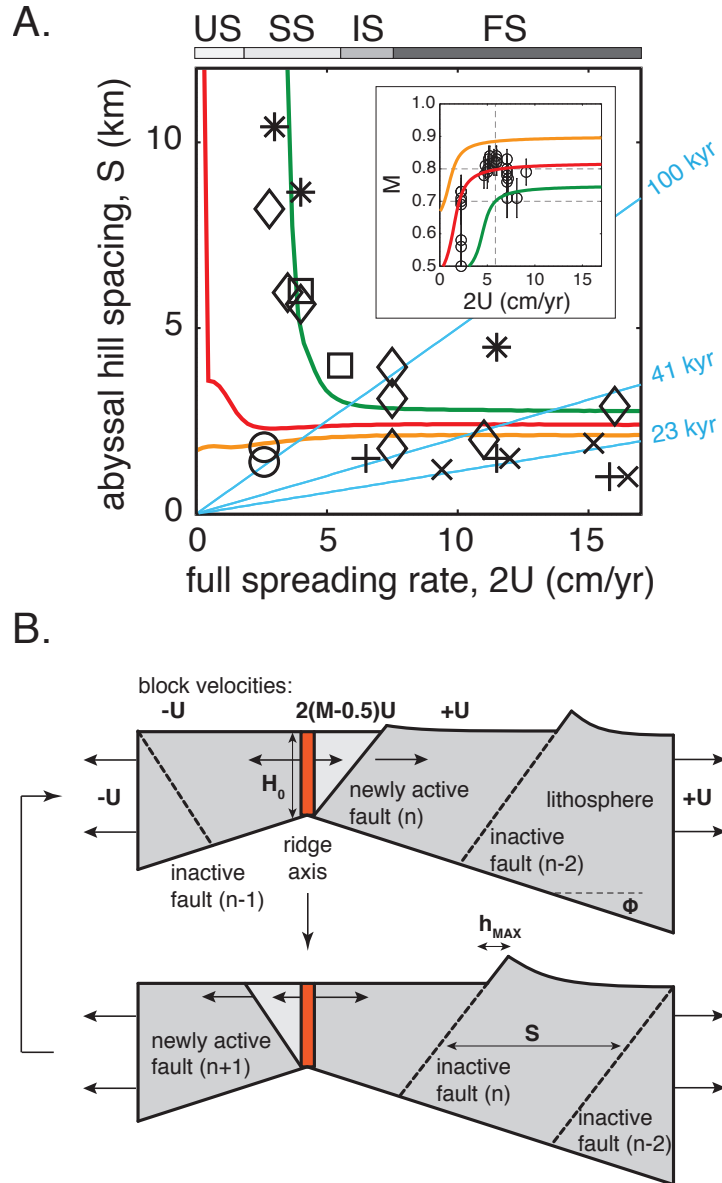 A.
US SS IS FS
abyssal hill spacing, S (km)
10
5
0
0 5 10 15
full spreading rate, 2U (cm/yr)
100 kyr
41 kyr
23 kyr
M
1.0
0.9
0.8
0.7
0.6
0.5
0 5 10 15
2U (cm/yr)
B.
block velocities:
-U 2(M-0.5)U +U
-U
H0
newly active
fault (n)
lithosphere
+U
inactive
fault (n-1)
ridge
axis
inactive
fault (n-2)
Φ
hMAX
newly active
fault (n+1)
S
inactive
fault (n)
inactive
fault (n-2)